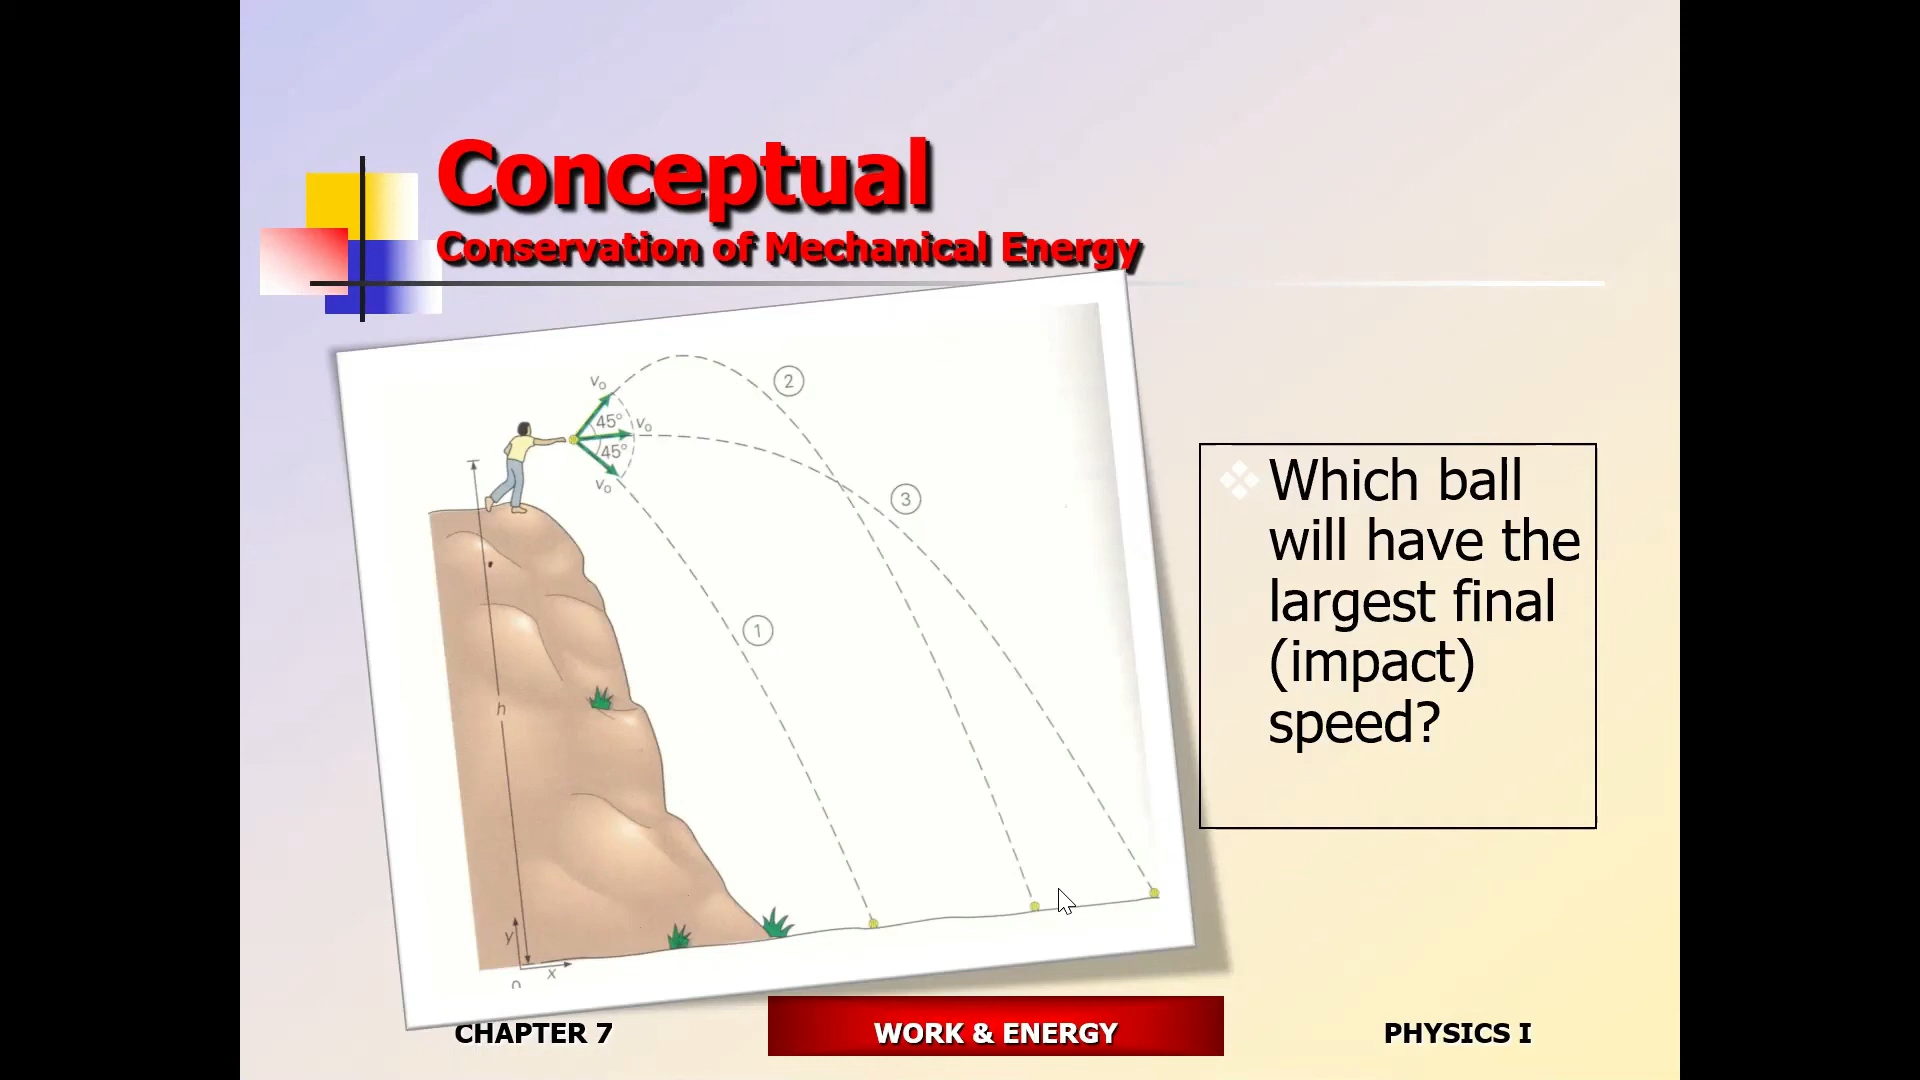 Conceptual
Conservation of Mechanical Energy
2
v₀
45°
v₀
45°
v₀
3
1
h
y
x
0
Which ball
will have the
largest final
(impact)
speed?
CHAPTER 7
WORK & ENERGY
PHYSICS I